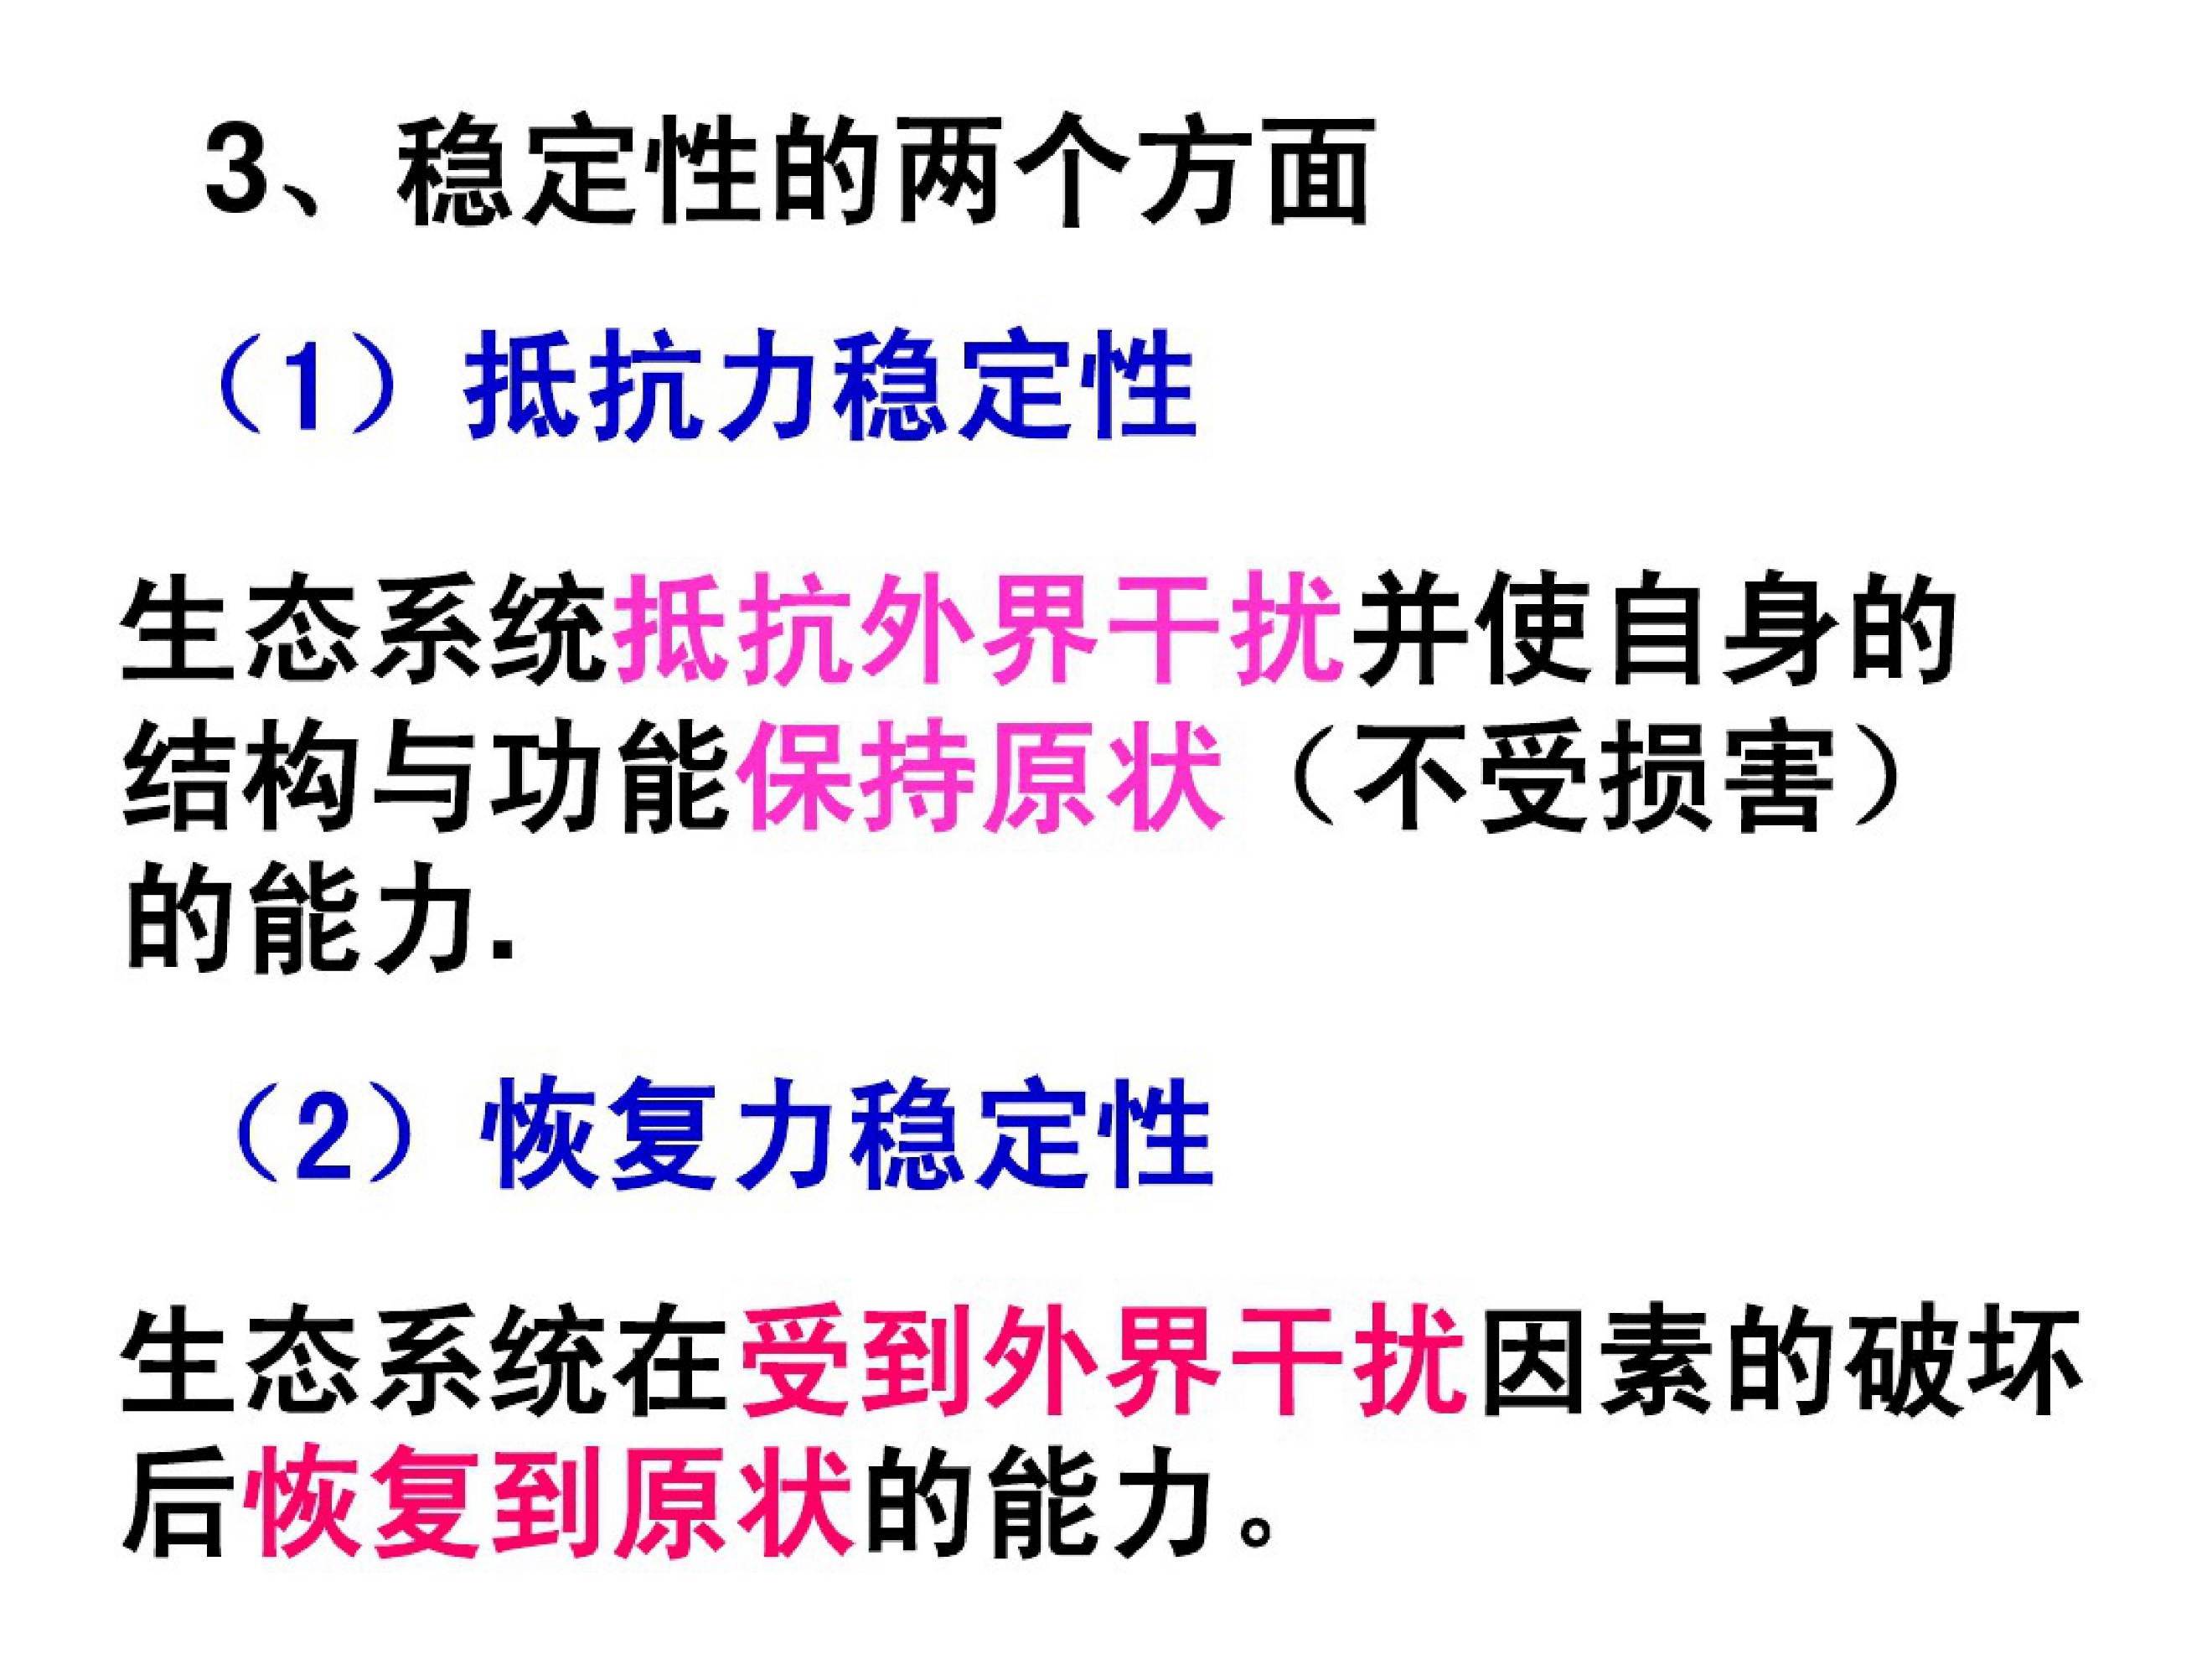 3、稳定性的两个方面
（1）抵抗力稳定性
生态系统抵抗外界干扰并使自身的
结构与功能保持原状（不受损害）
的能力.
（2）恢复力稳定性
生态系统在受到外界干扰因素的破坏
后恢复到原状的能力。